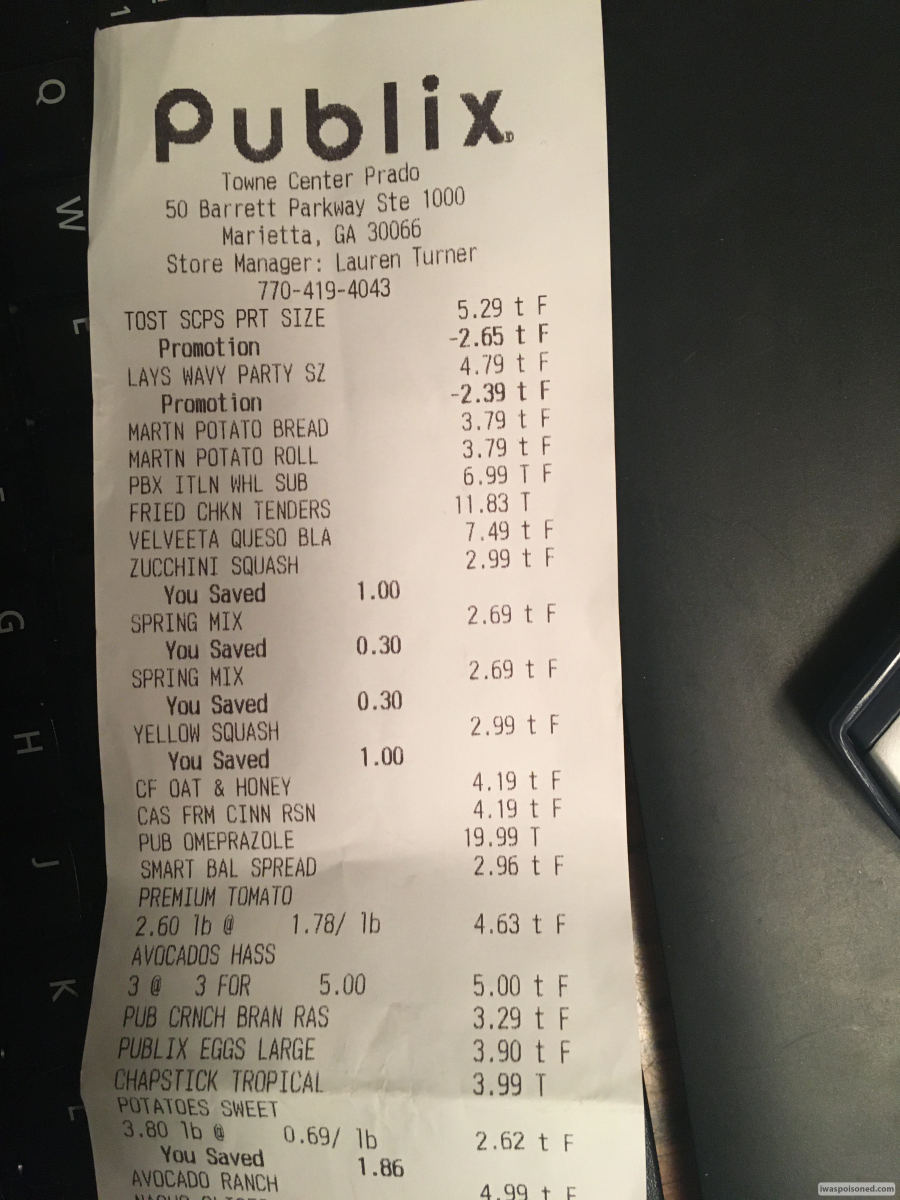 Publix
Towne Center Prado
50 Barrett Parkway Ste 1000
Marietta, GA 30066
Store Manager: Lauren Turner
770-419-4043
TOST SCPS PRT SIZE 5.29 t F
Promotion -2.65 t F
LAYS WAVY PARTY SZ 4.79 t F
Promotion -2.39 t F
MARTN POTATO BREAD 3.79 t F
MARTN POTATO ROLL 3.79 t F
PBX ITLN WHL SUB 6.99 T F
FRIED CHKN TENDERS 11.83 T
VELVEETA QUESO BLA 7.49 t F
ZUCCHINI SQUASH 2.99 t F
You Saved 1.00
SPRING MIX 2.69 t F
You Saved 0.30
SPRING MIX 2.69 t F
You Saved 0.30
YELLOW SQUASH 2.99 t F
You Saved 1.00
CF OAT & HONEY 4.19 t F
CAS FRM CINN RSN 4.19 t F
PUB OMEPRAZOLE 19.99 T
SMART BAL SPREAD 2.96 t F
PREMIUM TOMATO
2.60 lb @ 1.78/ lb 4.63 t F
AVOCADOS HASS
3 @ 3 FOR 5.00 5.00 t F
PUB CRNCH BRAN RAS 3.29 t F
PUBLIX EGGS LARGE 3.90 t F
CHAPSTICK TROPICAL 3.99 T
POTATOES SWEET
3.80 lb @ 0.69/ lb 2.62 t F
You Saved 1.86
AVOCADO RANCH 4.99 t F
Q
W
E
G
H
J
K
L
1
iwaspoisoned.com